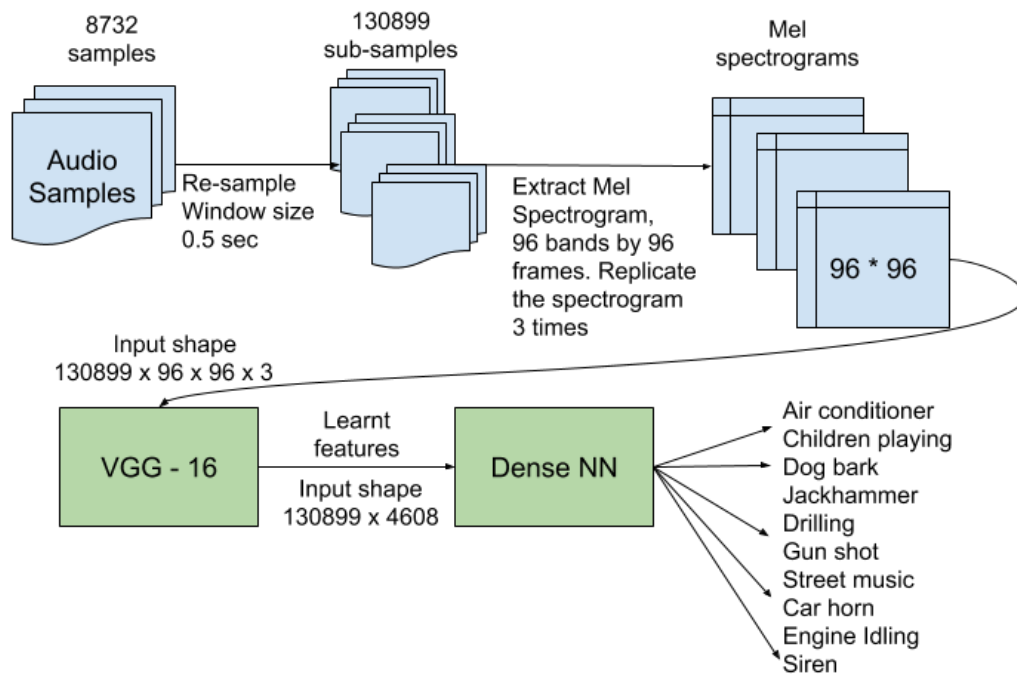 8732
samples
130899
sub-samples
Mel
spectrograms
Audio
Samples
Re-sample
Window size
0.5 sec
Extract Mel
Spectrogram,
96 bands by 96
frames. Replicate
the spectrogram
3 times
96 * 96
Input shape
130899 x 96 x 96 x 3
VGG - 16
Learnt
features
Input shape
130899 x 4608
Dense NN
Air conditioner
Children playing
Dog bark
Jackhammer
Drilling
Gun shot
Street music
Car horn
Engine Idling
Siren